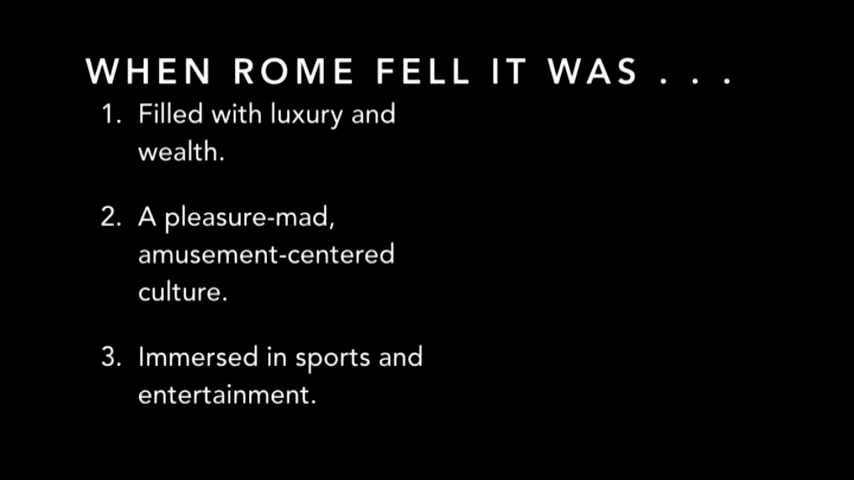 WHEN ROME FELL IT WAS . . .
1. Filled with luxury and
wealth.
2. A pleasure-mad,
amusement-centered
culture.
3. Immersed in sports and
entertainment.